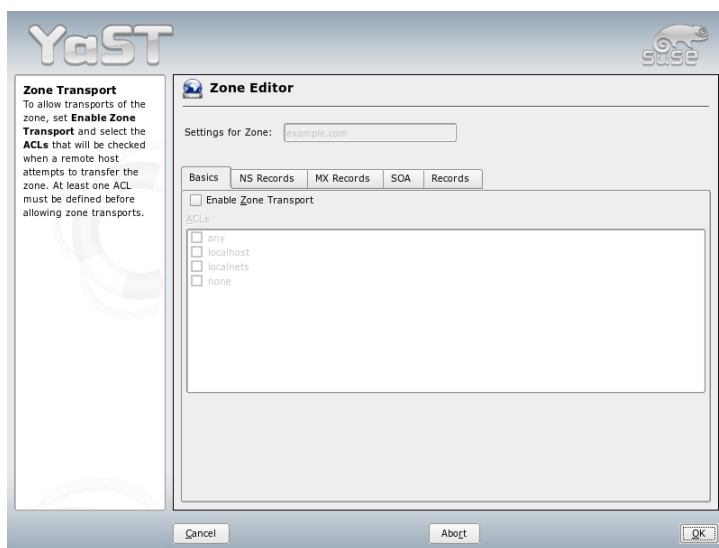 YaST
SUSE
Zone Transport
To allow transports of the
zone, set Enable Zone
Transport and select the
ACLs that will be checked
when a remote host
attempts to transfer the
zone. At least one ACL
must be defined before
allowing zone transports.
Zone Editor
Settings for Zone: example.com
Basics NS Records MX Records SOA Records
Enable Zone Transport
ACLs
any
localhost
localnets
none
Cancel Abort OK